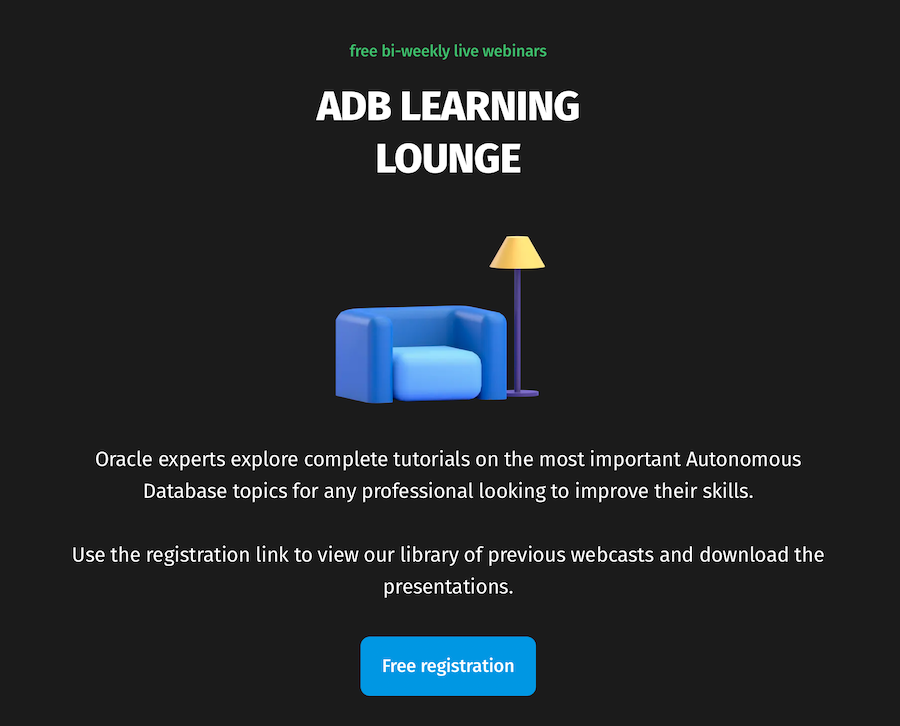 free bi-weekly live webinars
ADB LEARNING
LOUNGE
Oracle experts explore complete tutorials on the most important Autonomous
Database topics for any professional looking to improve their skills.
Use the registration link to view our library of previous webcasts and download the
presentations.
Free registration